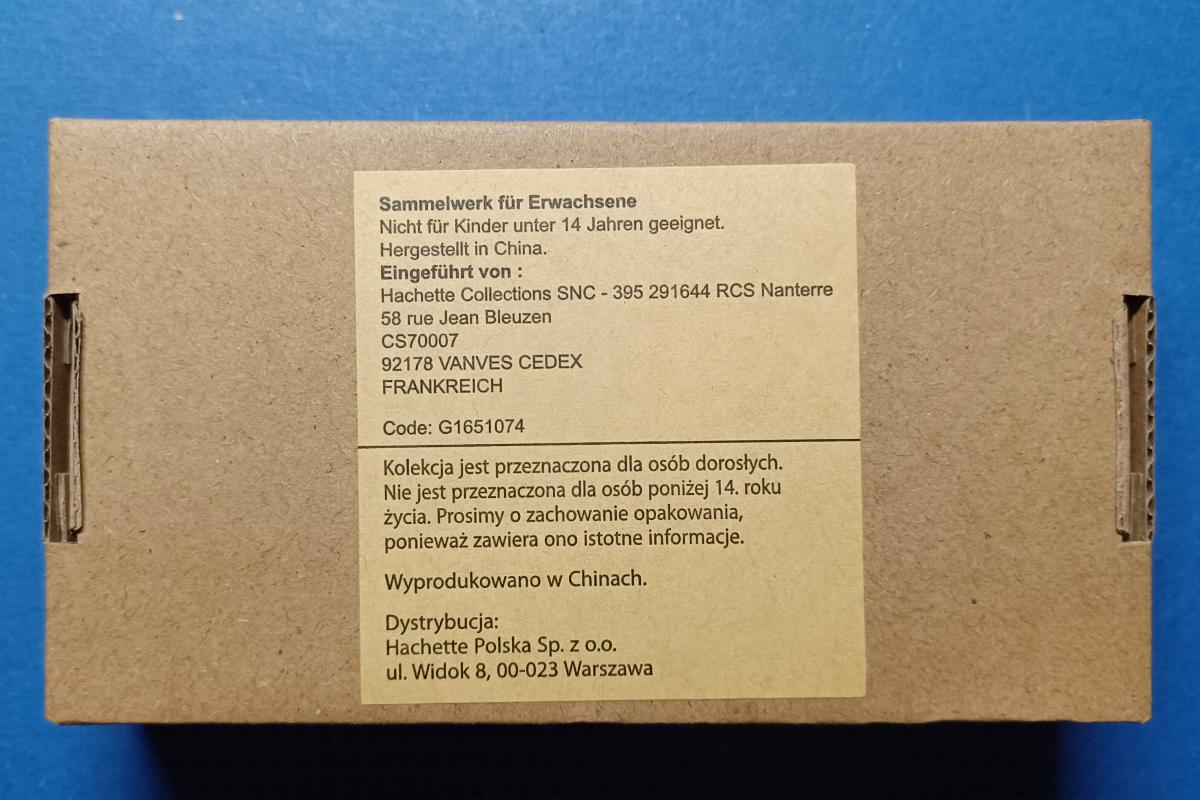 Sammelwerk für Erwachsene
Nicht für Kinder unter 14 Jahren geeignet.
Hergestellt in China.
Eingeführt von :
Hachette Collections SNC - 395 291644 RCS Nanterre
58 rue Jean Bleuzen
CS70007
92178 VANVES CEDEX
FRANKREICH
Code: G1651074
Kolekcja jest przeznaczona dla osób dorosłych.
Nie jest przeznaczona dla osób poniżej 14. roku
życia. Prosimy o zachowanie opakowania,
ponieważ zawiera ono istotne informacje.
Wyprodukowano w Chinach.
Dystrybucja:
Hachette Polska Sp. z o.o.
ul. Widok 8, 00-023 Warszawa